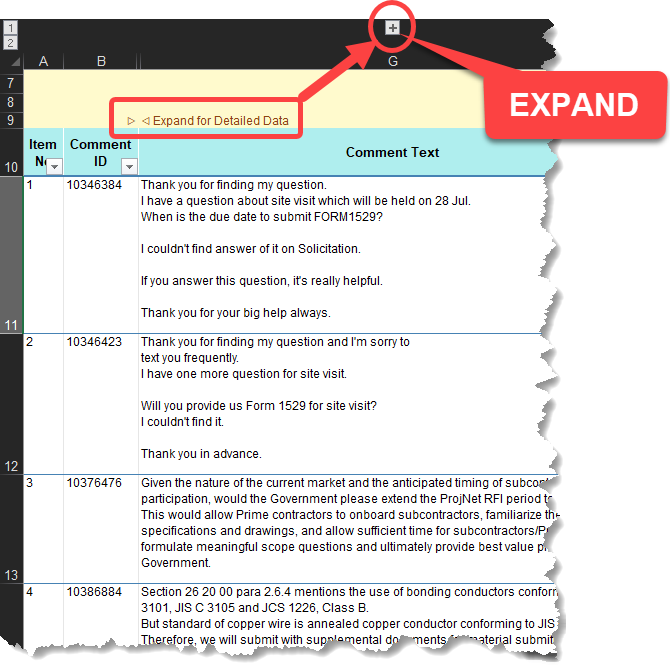 1
2
+
A B G
EXPAND
7
8
9
▷ ◁ Expand for Detailed Data
Item Comment
ID
Comment Text
10
1 10346384 Thank you for finding my question.
I have a question about site visit which will be held on 28 Jul.
When is the due date to submit FORM1529?
I couldn't find answer of it on Solicitation.
If you answer this question, it's really helpful.
Thank you for your big help always.
11
2 10346423 Thank you for finding my question and I'm sorry to
text you frequently.
I have one more question for site visit.
Will you provide us Form 1529 for site visit?
I couldn't find it.
Thank you in advance.
12
3 10376476 Given the nature of the current market and the anticipated timing of
participation, would the Government please extend the ProjNet RFI period
This would allow Prime contractors to onboard subcontractors, familiarize
specifications and drawings, and allow sufficient time for
formulate meaningful scope questions and ultimately provide best value
Government.
13
4 10386884 Section 26 20 00 para 2.6.4 mentions the use of bonding conductors
3101, JIS C 3105 and JCS 1226, Class B.
But standard of copper wire is annealed copper conductor conforming to JIS
Therefore, we will submit with supplemental